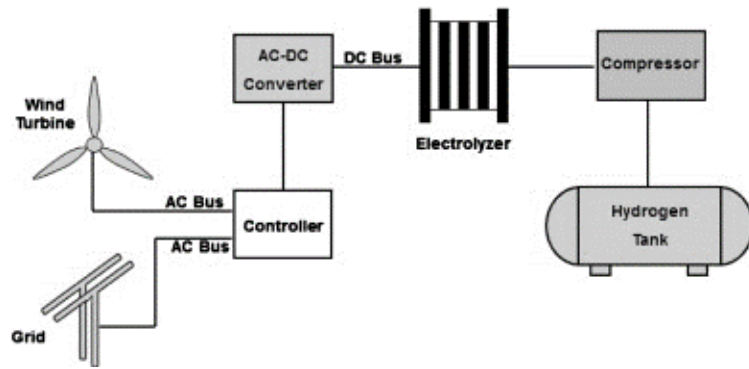 AC-DC
Converter
DC Bus
Compressor
Wind
Turbine
Electrolyzer
AC Bus
Controller
AC Bus
Hydrogen
Tank
Grid